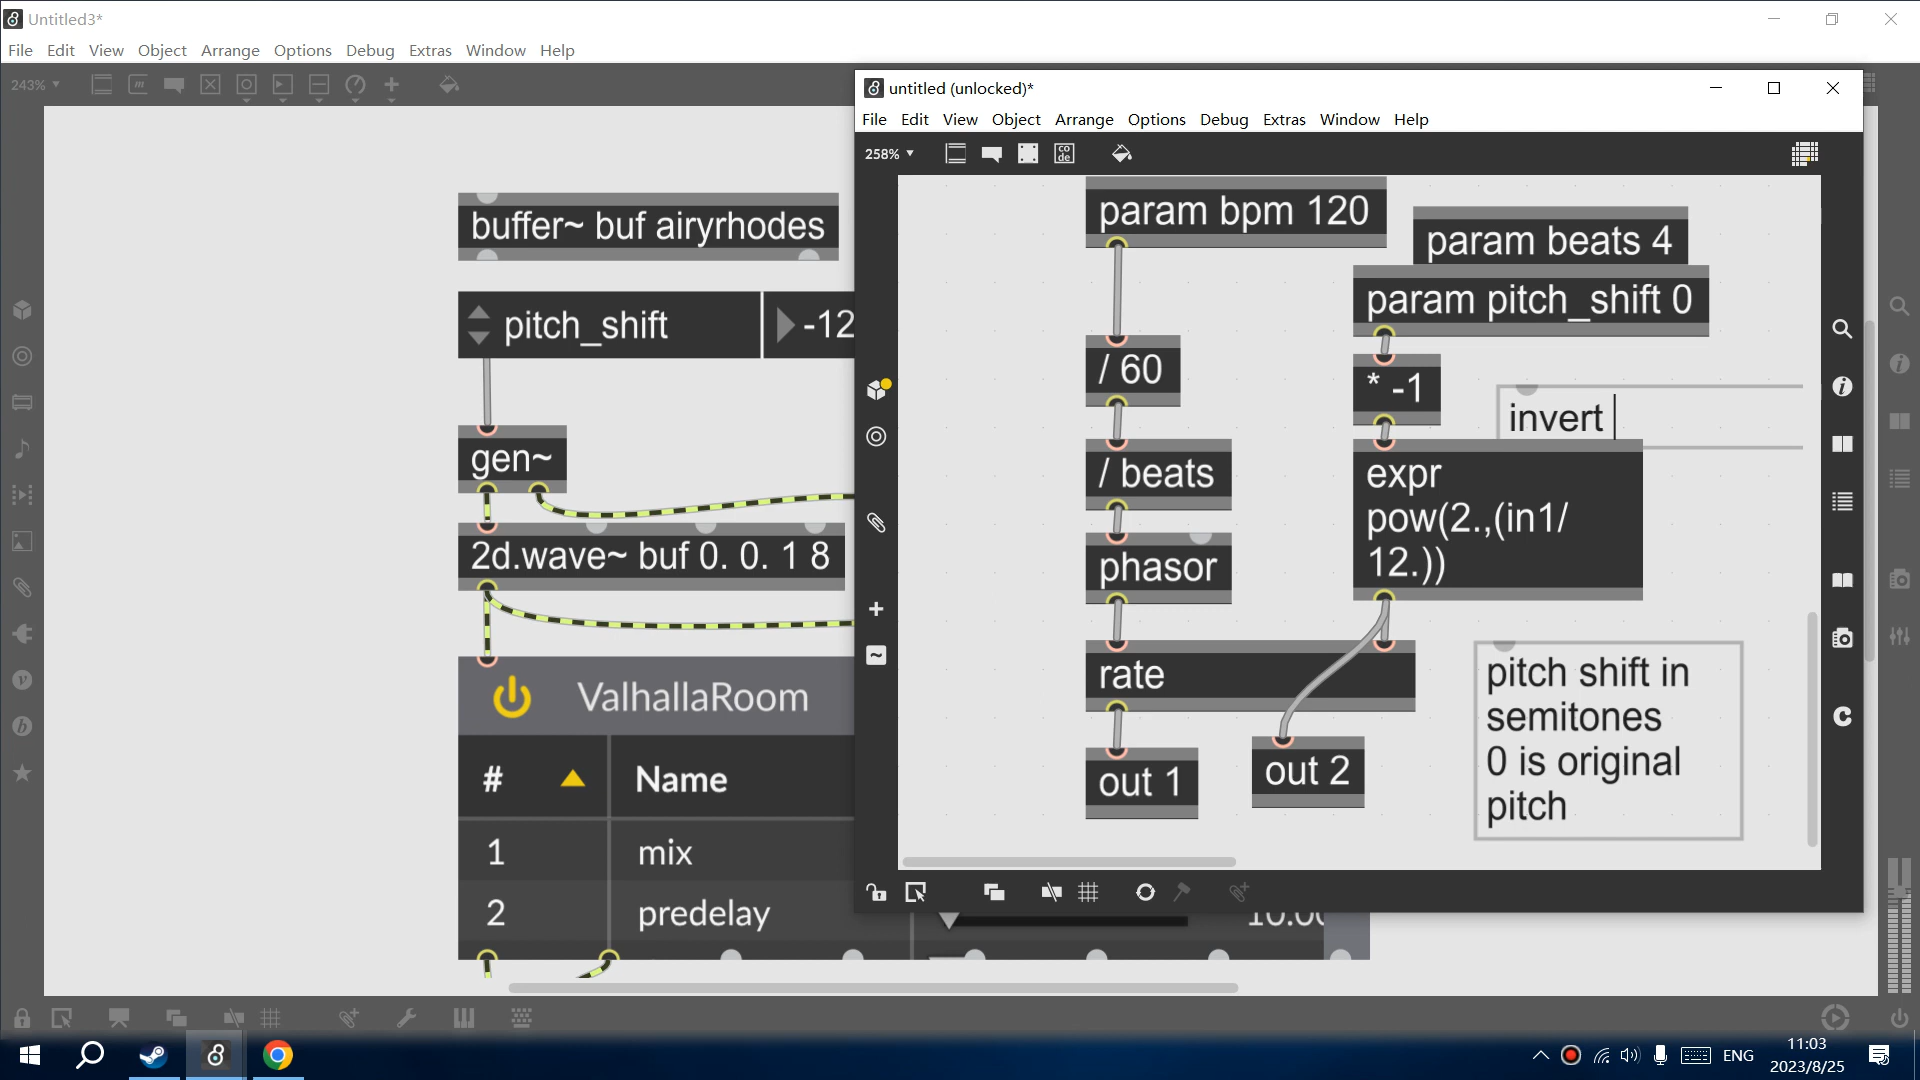 Untitled3*
File Edit View Object Arrange Options Debug Extras Window Help
243%
untitled (unlocked)*
File Edit View Object Arrange Options Debug Extras Window Help
258%
buffer~ buf airyrhodes
pitch_shift
-12
gen~
2d.wave~ buf 0. 0. 1 8
ValhallaRoom
# Name
1 mix
2 predelay
param bpm 120
param beats 4
param pitch_shift 0
/ 60
* -1
invert
/ beats
expr
pow(2.,(in1/
12.))
phasor
rate
out 1
out 2
pitch shift in
semitones
0 is original
pitch
ENG
11:03
2023/8/25